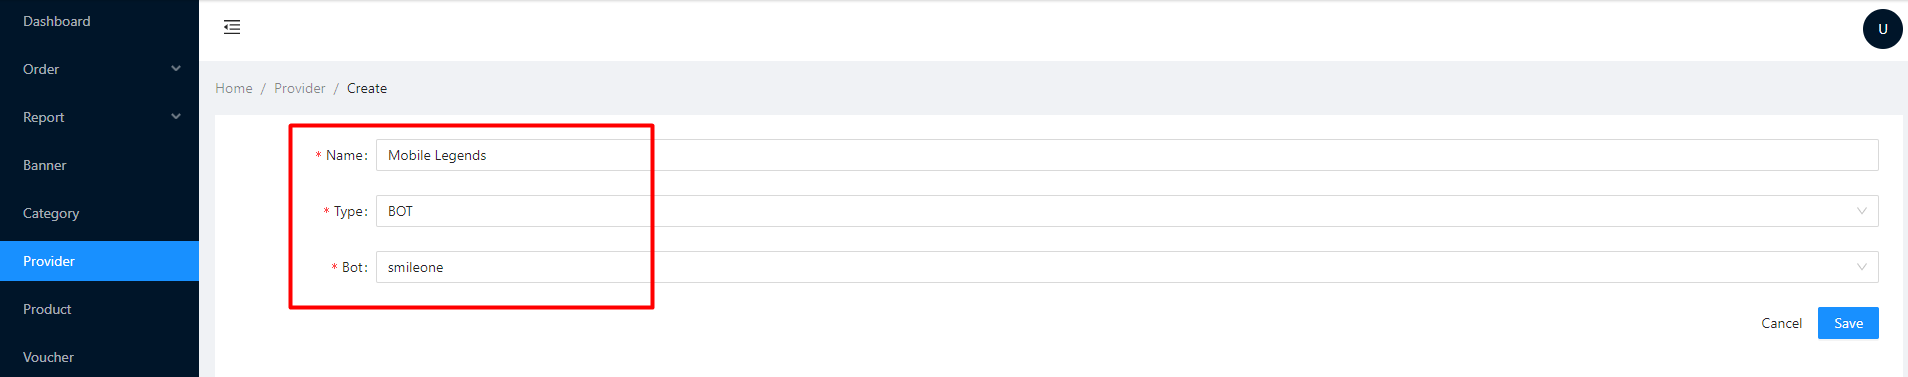 Dashboard
Order
Report
Banner
Category
Provider
Product
Voucher
U
Home / Provider / Create
* Name: Mobile Legends
* Type: BOT
* Bot: smileone
Cancel Save